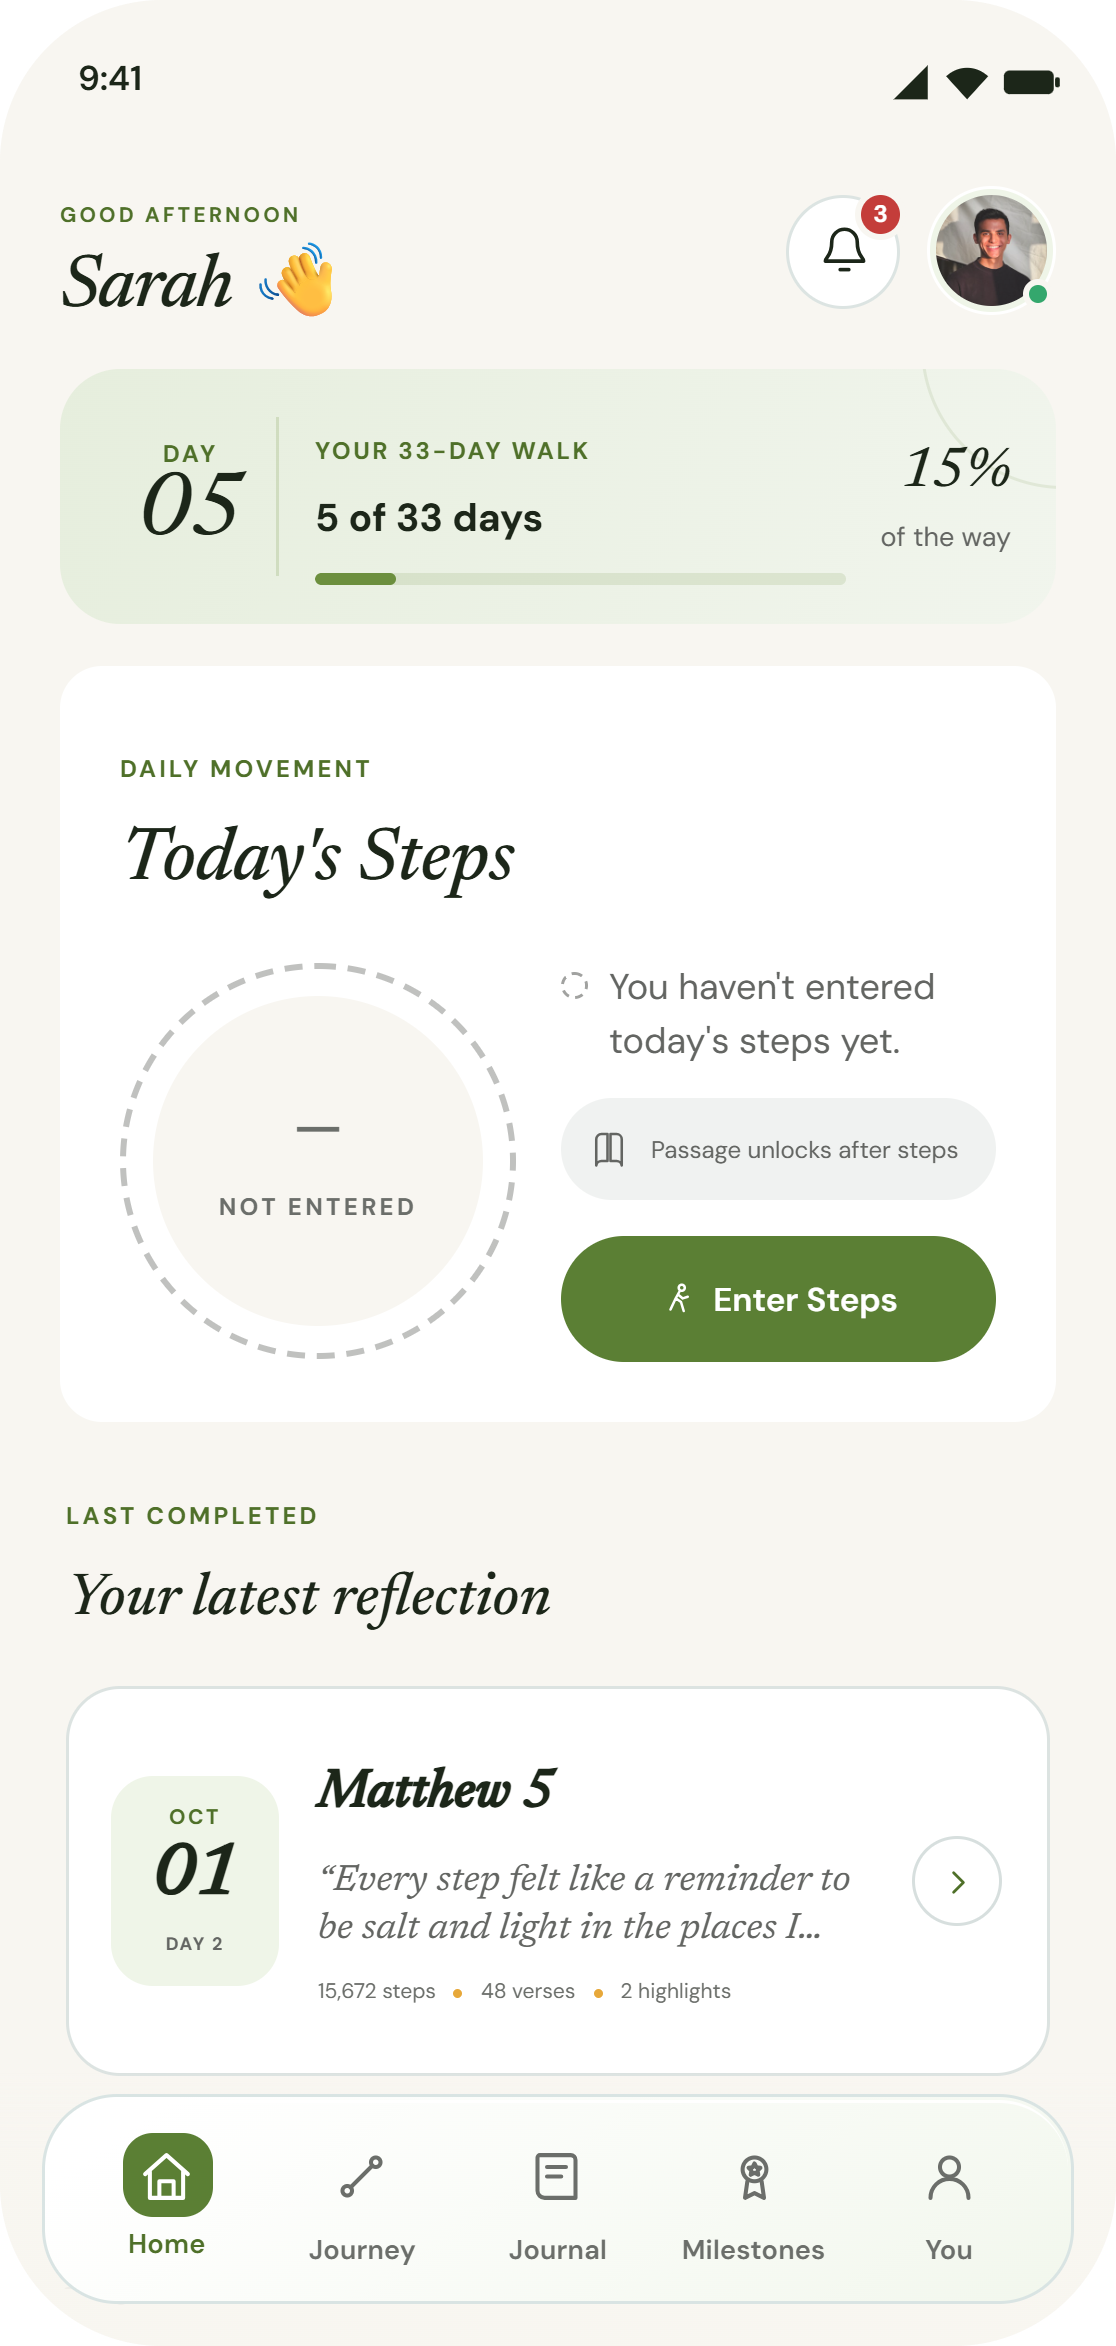 9:41
GOOD AFTERNOON
Sarah 👋
3
DAY
05
YOUR 33-DAY WALK
5 of 33 days
15%
of the way
DAILY MOVEMENT
Today's Steps
—
NOT ENTERED
You haven't entered
today's steps yet.
Passage unlocks after steps
Enter Steps
LAST COMPLETED
Your latest reflection
OCT
01
DAY 2
Matthew 5
“Every step felt like a reminder to
be salt and light in the places I...
15,672 steps • 48 verses • 2 highlights
Home
Journey
Journal
Milestones
You